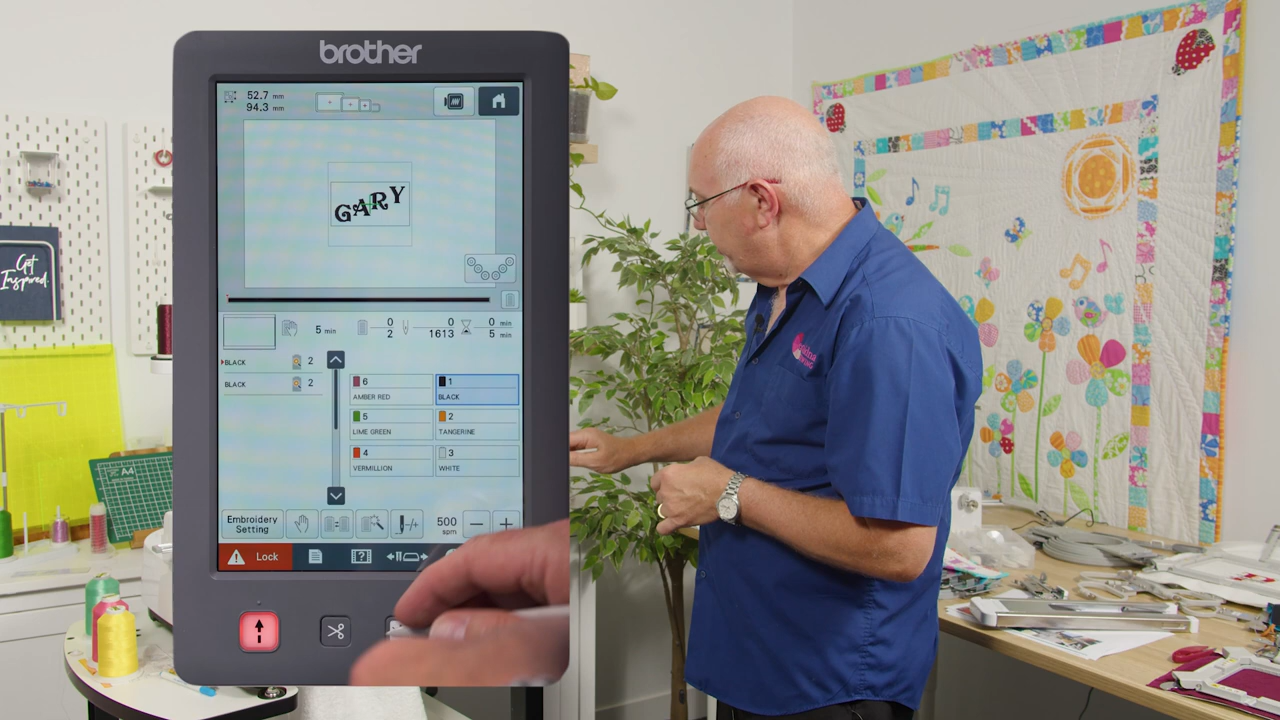 brother
52.7 mm
94.3 mm
GARY
5 min
0
2
0
1613
0 min
5 min
BLACK 2
BLACK 2
6
AMBER RED
1
BLACK
5
LIME GREEN
2
TANGERINE
4
VERMILLION
3
WHITE
Embroidery
Setting
500
spm
Lock
Get
Inspired.
A4